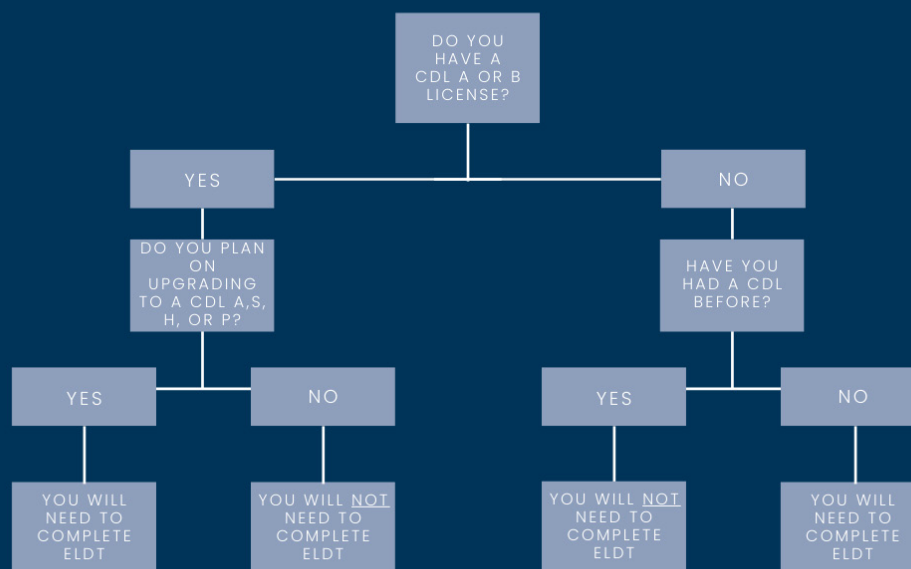 DO YOU
HAVE A
CDL A OR B
LICENSE?
YES
NO
DO YOU PLAN
ON
UPGRADING
TO A CDL A,S,
H, OR P?
HAVE YOU
HAD A CDL
BEFORE?
YES
NO
YES
NO
YOU WILL
NEED TO
COMPLETE
ELDT
YOU WILL NOT
NEED TO
COMPLETE
ELDT
YOU WILL NOT
NEED TO
COMPLETE
ELDT
YOU WILL
NEED TO
COMPLETE
ELDT